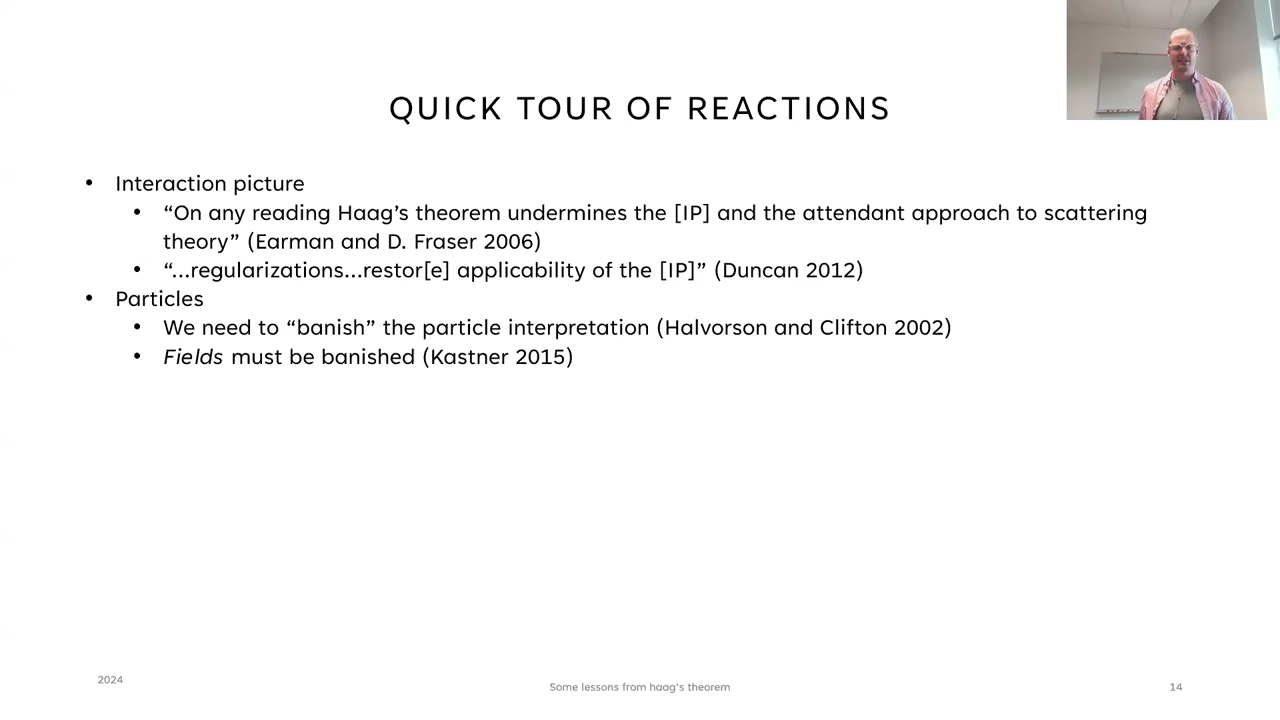 QUICK TOUR OF REACTIONS
• Interaction picture
• “On any reading Haag’s theorem undermines the [IP] and the attendant approach to scattering
theory” (Earman and D. Fraser 2006)
• “…regularizations…restor[e] applicability of the [IP]” (Duncan 2012)
• Particles
• We need to “banish” the particle interpretation (Halvorson and Clifton 2002)
• Fields must be banished (Kastner 2015)
2024
Some lessons from haag’s theorem
14